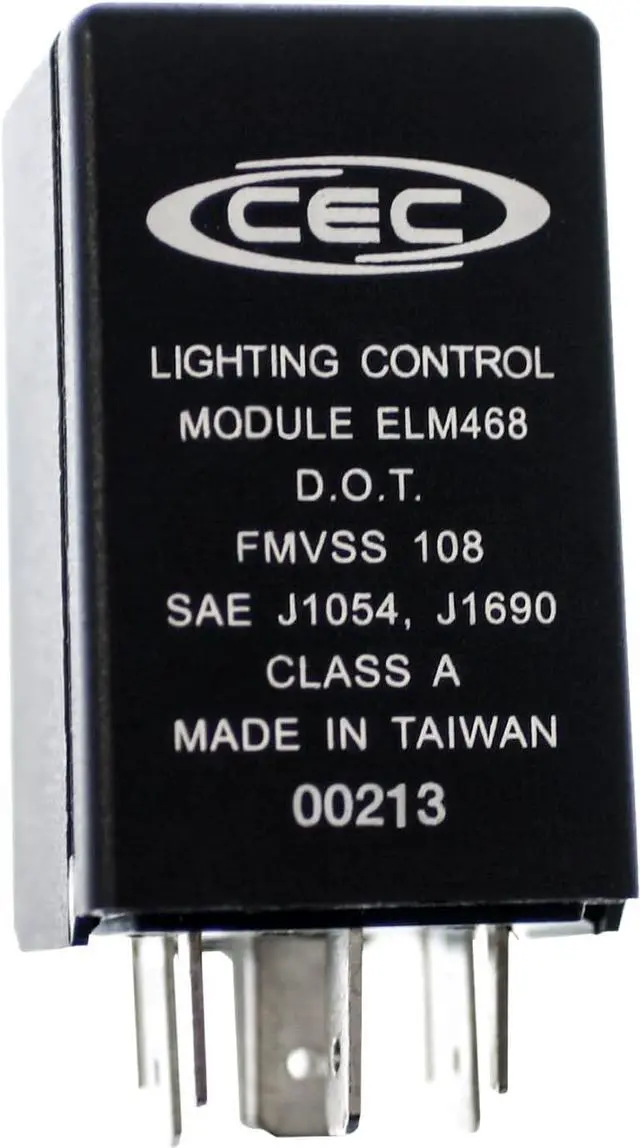 CEC
LIGHTING CONTROL
MODULE ELM468
D.O.T.
FMVSS 108
SAE J1054, J1690
CLASS A
MADE IN TAIWAN
00213